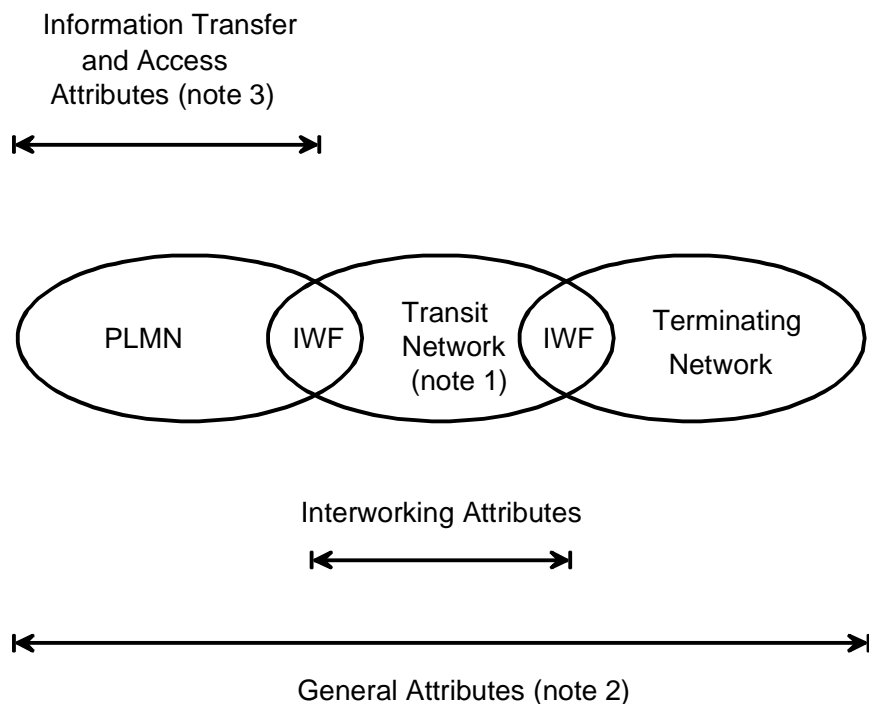 Information Transfer
and Access
Attributes (note 3)
PLMN
IWF
Transit
Network
(note 1)
IWF
Terminating
Network
Interworking Attributes
General Attributes (note 2)